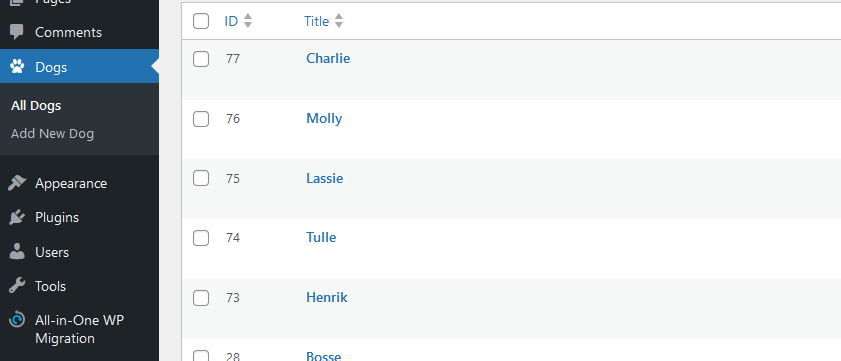 Pages
Comments
Dogs
All Dogs
Add New Dog
Appearance
Plugins
Users
Tools
All-in-One WP
Migration
ID Title
77 Charlie
76 Molly
75 Lassie
74 Tulle
73 Henrik
28 Bosse